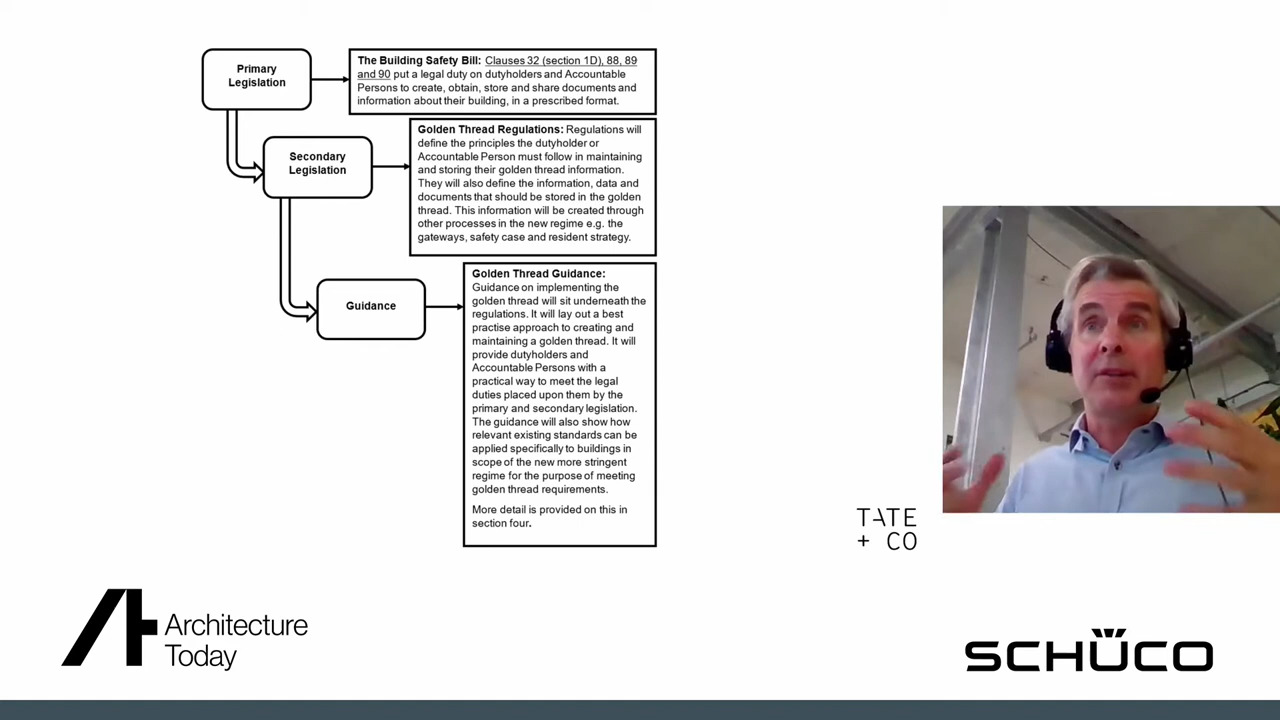 Primary
Legislation
The Building Safety Bill: Clauses 32 (section 1D), 88, 89
and 90 put a legal duty on dutyholders and Accountable
Persons to create, obtain, store and share documents and
information about their building, in a prescribed format.
Secondary
Legislation
Golden Thread Regulations: Regulations will
define the principles the dutyholder or
Accountable Person must follow in maintaining
and storing their golden thread information.
They will also define the information, data and
documents that should be stored in the golden
thread. This information will be created through
other processes in the new regime e.g. the
gateways, safety case and resident strategy.
Guidance
Golden Thread Guidance:
Guidance on implementing the
golden thread will sit underneath the
regulations. It will lay out a best
practise approach to creating and
maintaining a golden thread. It will
provide dutyholders and
Accountable Persons with a
practical way to meet the legal
duties placed upon them by the
primary and secondary legislation.
The guidance will also show how
relevant existing standards can be
applied specifically to buildings in
scope of the new more stringent
regime for the purpose of meeting
golden thread requirements.
More detail is provided on this in
section four.
TATE
+ CO
Architecture
Today
SCHÜCO